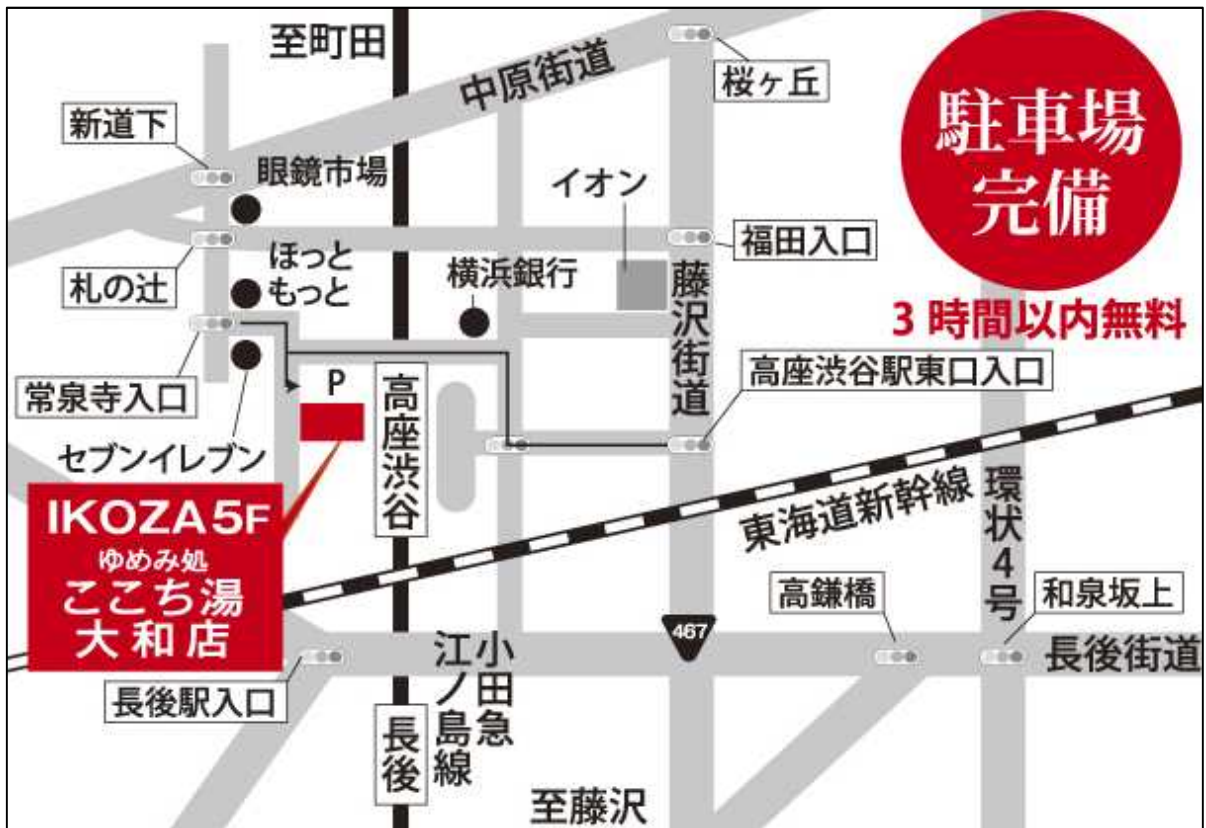 至町田
中原街道
桜ヶ丘
駐車場
完備
3時間以内無料
新道下
眼鏡市場
イオン
福田入口
札の辻
ほっと
もっと
横浜銀行
藤沢街道
常泉寺入口
P
高座渋谷
高座渋谷駅東口入口
セブンイレブン
IKOZA5F
ゆめみ処
ここち湯
大和店
東海道新幹線
環状4号
高鎌橋
和泉坂上
467
長後街道
長後駅入口
小田急
江ノ島線
長後
至藤沢